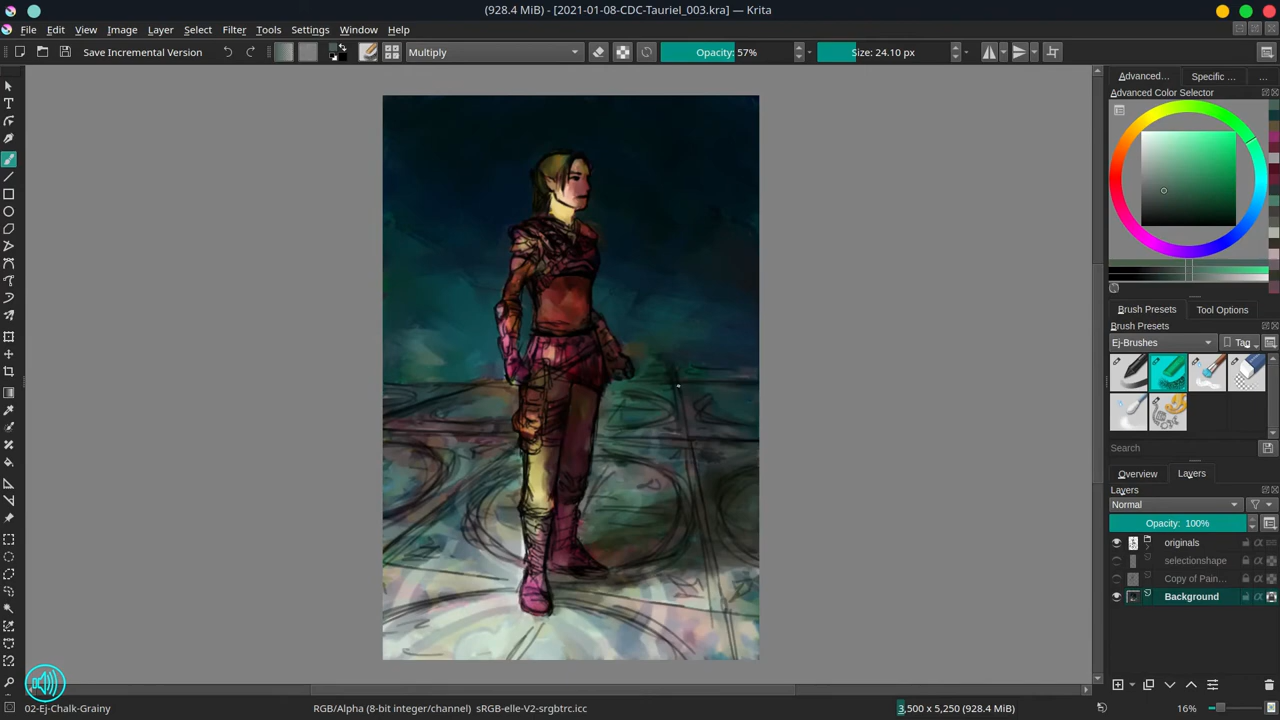 (928.4 MiB) - [2021-01-08-CDC-Tauriel_003.kra] — Krita
File Edit View Image Layer Select Filter Tools Settings Window Help
Save Incremental Version Multiply Opacity: 57% Size: 24.10 px
Advanced... Specific ... ...
Advanced Color Selector
Brush Presets Tool Options
Brush Presets
Ej-Brushes Tag
Search
Overview Layers
Layers
Normal
Opacity: 100%
originals
selectionshape
Copy of Pain...
Background
02-Ej-Chalk-Grainy RGB/Alpha (8-bit integer/channel) sRGB-elle-V2-srgbtrc.icc 3,500 x 5,250 (928.4 MiB) 16%